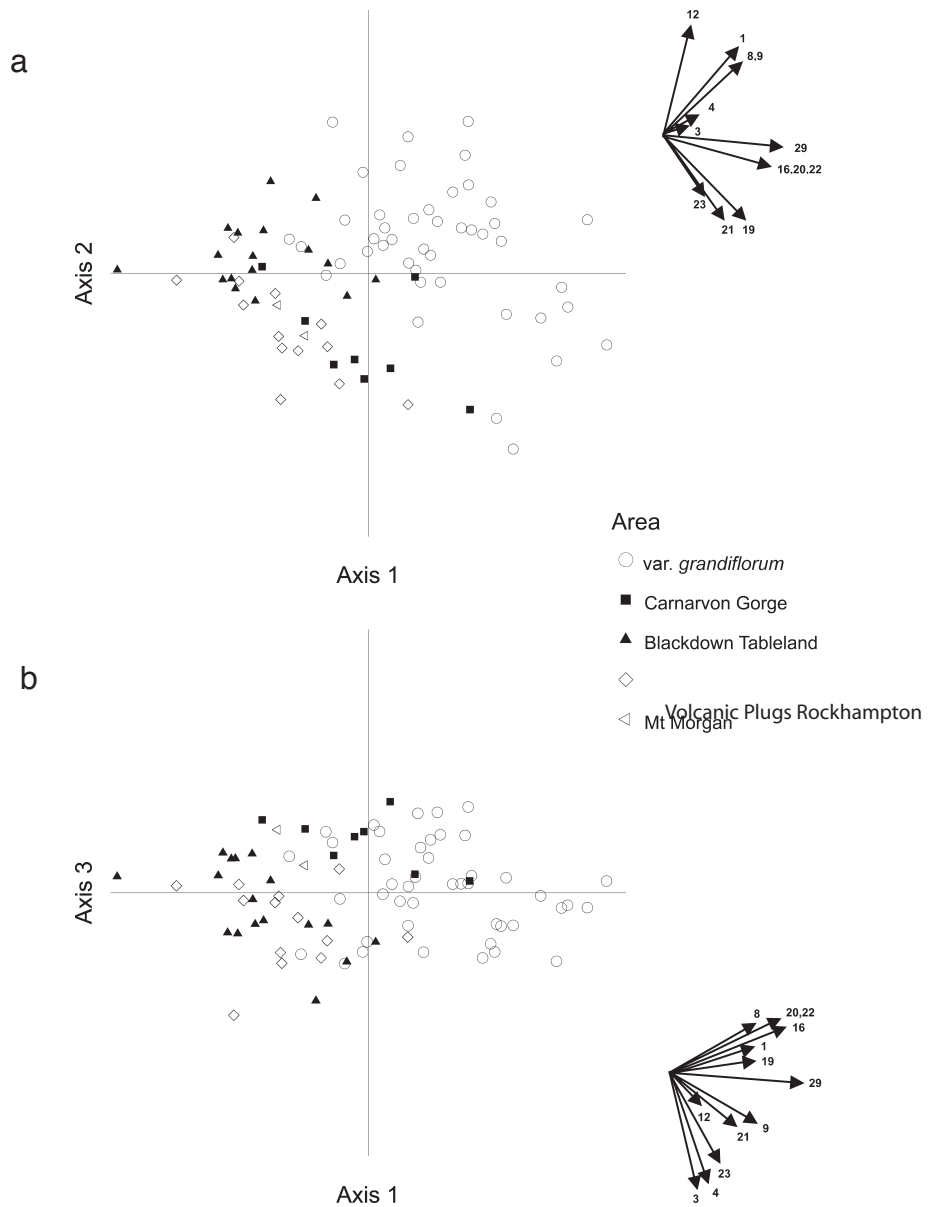 a
12
1
8,9
4
3
29
16,20,22
23
21 19
Axis 2
Axis 1
Area
var. grandiflorum
Carnarvon Gorge
Blackdown Tableland
Volcanic Plugs Rockhampton
Mt Morgan
b
Axis 3
8
20,22
16
1
19
29
12
9
21
23
3 4
Axis 1